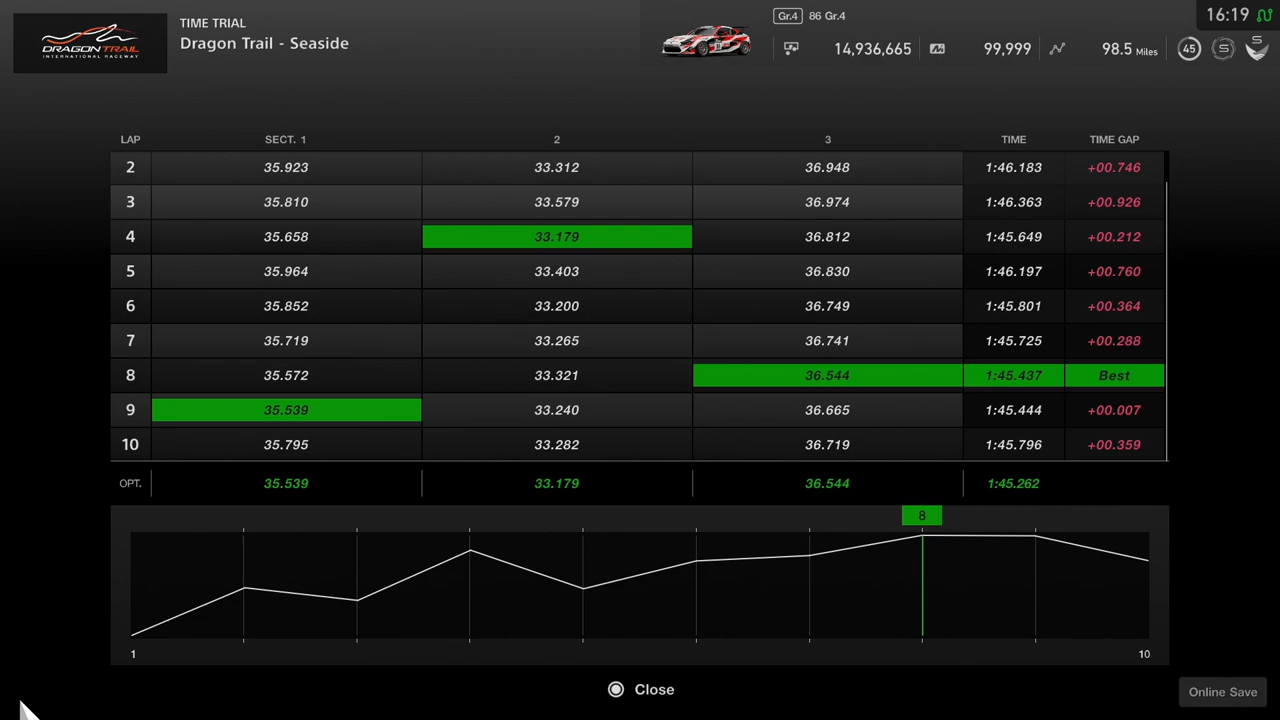 DRAGON TRAIL
INTERNATIONAL RACEWAY
TIME TRIAL
Dragon Trail - Seaside
Gr.4 86 Gr.4
14,936,665 99,999 98.5 Miles 45 S S
16:19
LAP SECT. 1 2 3 TIME TIME GAP
2 35.923 33.312 36.948 1:46.183 +00.746
3 35.810 33.579 36.974 1:46.363 +00.926
4 35.658 33.179 36.812 1:45.649 +00.212
5 35.964 33.403 36.830 1:46.197 +00.760
6 35.852 33.200 36.749 1:45.801 +00.364
7 35.719 33.265 36.741 1:45.725 +00.288
8 35.572 33.321 36.544 1:45.437 Best
9 35.539 33.240 36.665 1:45.444 +00.007
10 35.795 33.282 36.719 1:45.796 +00.359
OPT. 35.539 33.179 36.544 1:45.262
8
1 10
Close
Online Save